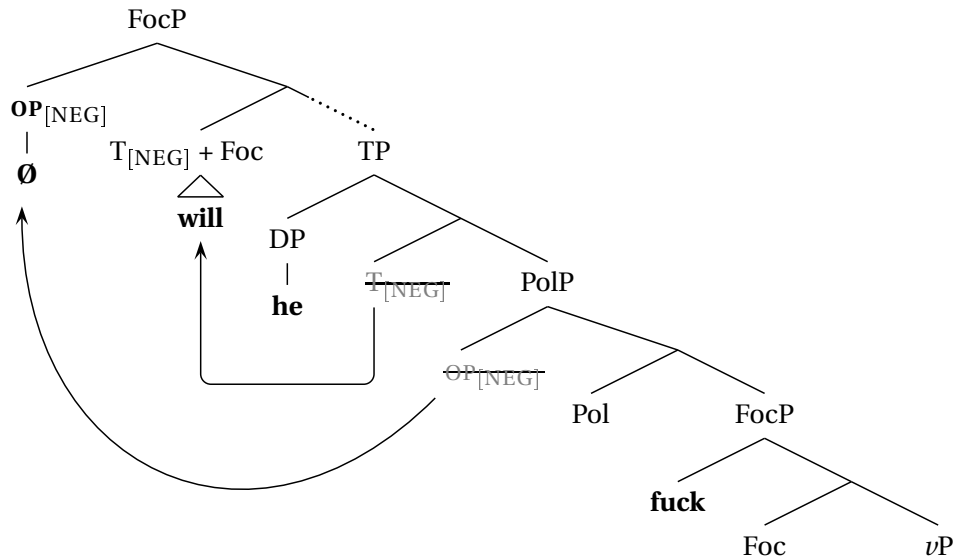 FocP
OP[NEG]
Ø
T[NEG] + Foc
will
TP
DP
he
T[NEG]
PolP
OP[NEG]
Pol
FocP
fuck
Foc
vP